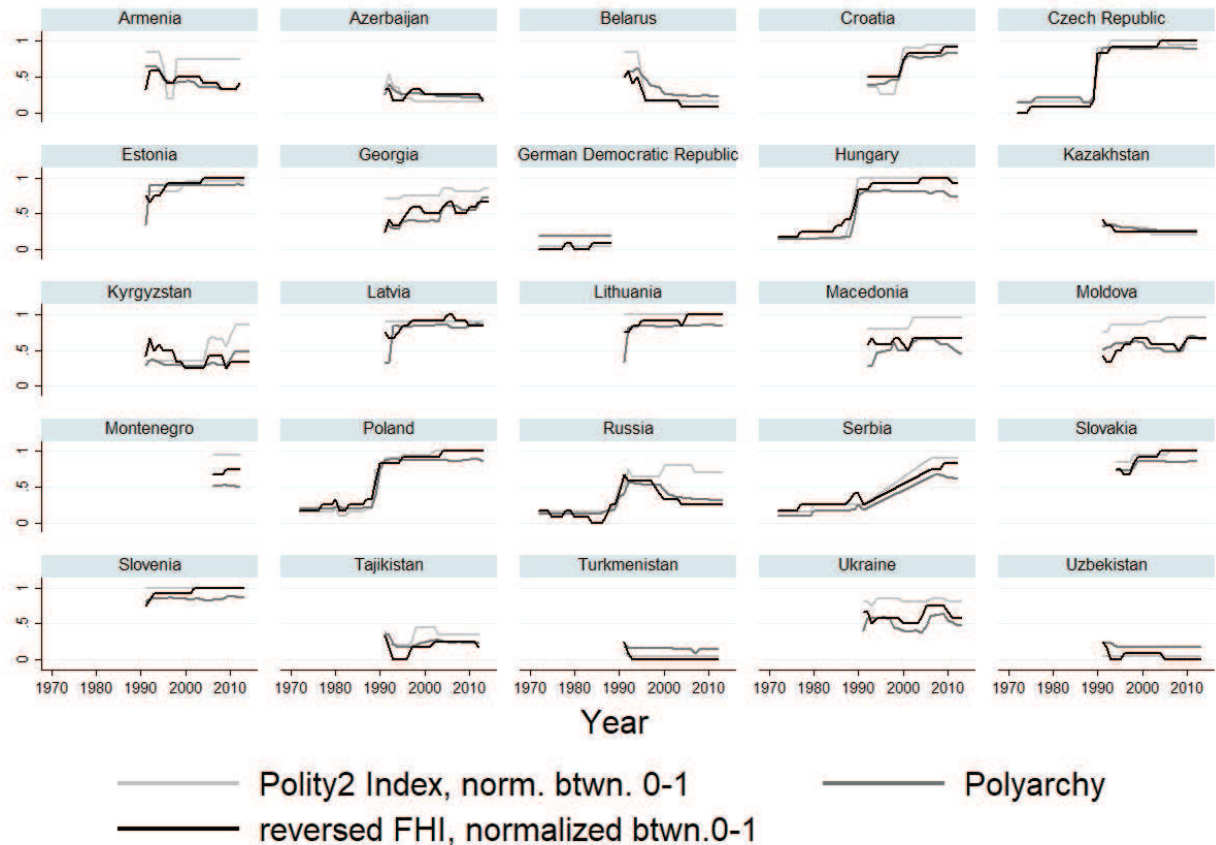 Armenia Azerbaijan Belarus Croatia Czech Republic
0 .5 1
Estonia Georgia German Democratic Republic Hungary Kazakhstan
0 .5 1
Kyrgyzstan Latvia Lithuania Macedonia Moldova
0 .5 1
Montenegro Poland Russia Serbia Slovakia
0 .5 1
Slovenia Tajikistan Turkmenistan Ukraine Uzbekistan
0 .5 1
1970 1980 1990 2000 2010 1970 1980 1990 2000 2010 1970 1980 1990 2000 2010 1970 1980 1990 2000 2010 1970 1980 1990 2000 2010
Year
Polity2 Index, norm. btwn. 0-1 Polyarchy
reversed FHI, normalized btwn.0-1